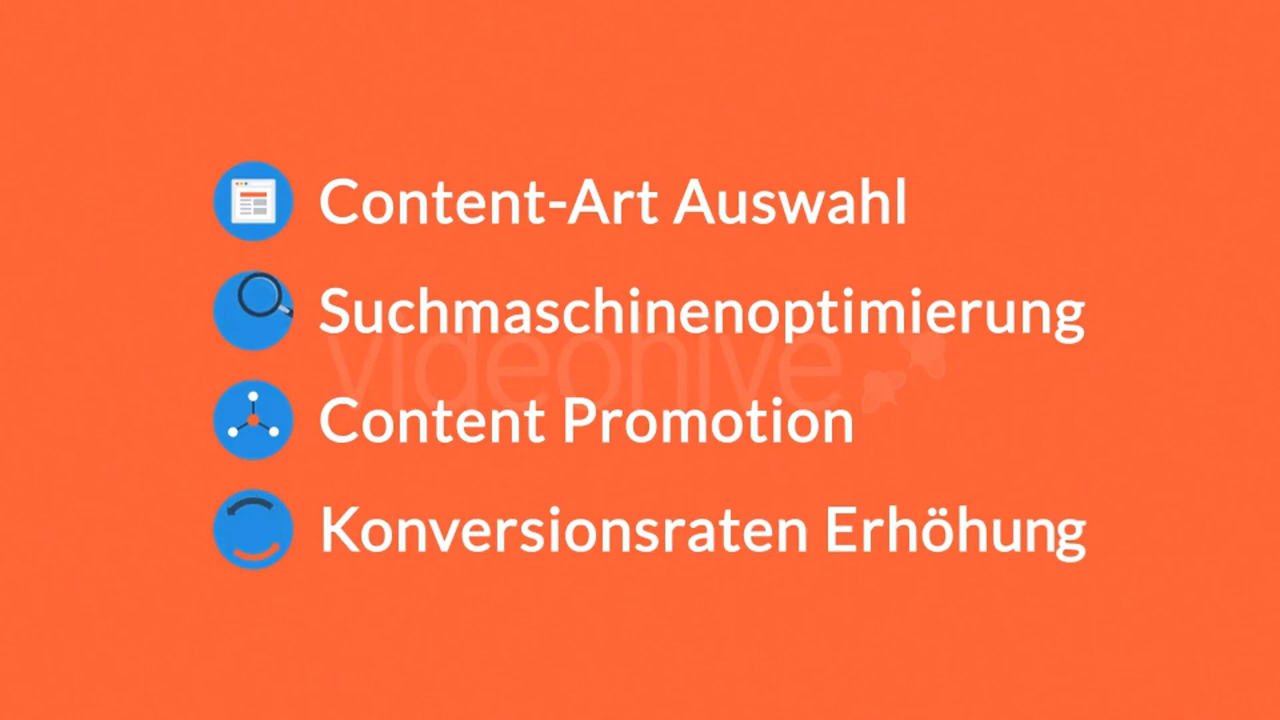 Content-Art Auswahl
Suchmaschinenoptimierung
videohive
Content Promotion
Konversionsraten Erhöhung